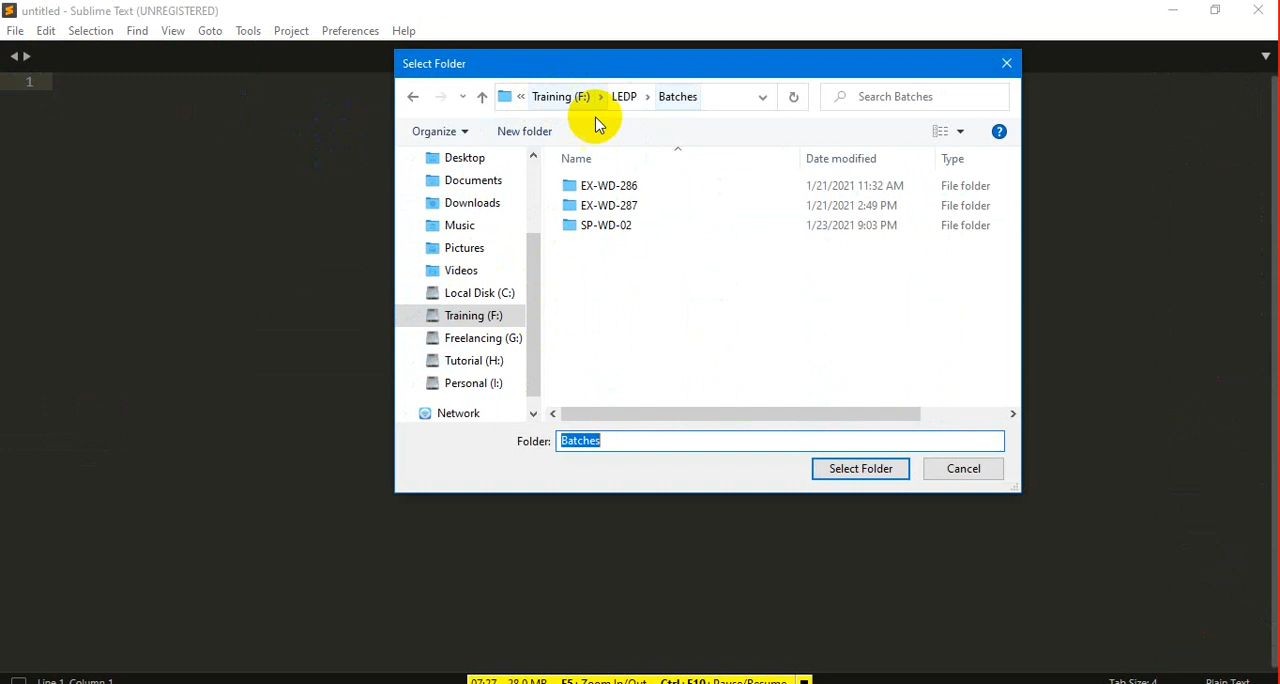 untitled - Sublime Text (UNREGISTERED)
File Edit Selection Find View Goto Tools Project Preferences Help
1
Select Folder
« Training (F:) › LEDP › Batches
Search Batches
Organize
New folder
?
Desktop
Documents
Downloads
Music
Pictures
Videos
Local Disk (C:)
Training (F:)
Freelancing (G:)
Tutorial (H:)
Personal (I:)
Network
Name Date modified Type
EX-WD-286 1/21/2021 11:32 AM File folder
EX-WD-287 1/21/2021 2:49 PM File folder
SP-WD-02 1/23/2021 9:03 PM File folder
Folder: Batches
Select Folder Cancel
Line 1, Column 1
07:27 28.0 MB F5: Zoom In/Out Ctrl+F10: Pause/Resume
Tab Size: 4 Plain Text